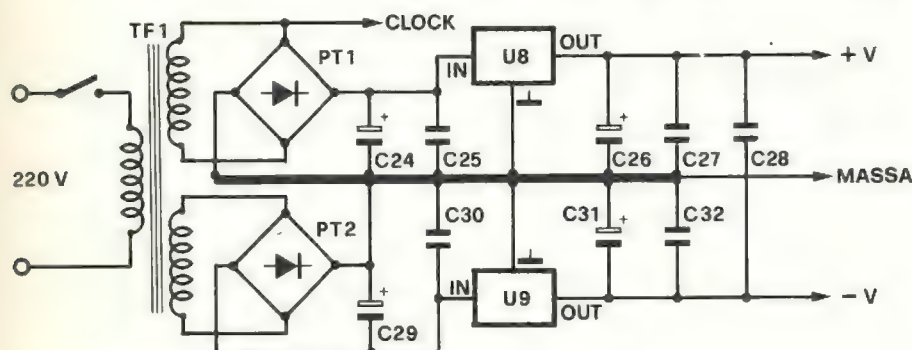 TF1
CLOCK
PT1
U8
IN
OUT
+ V
+
C24
C25
+
C26
C27
C28
220 V
MASSA
PT2
C30
C31
+
C32
IN
U9
OUT
− V
+
C29